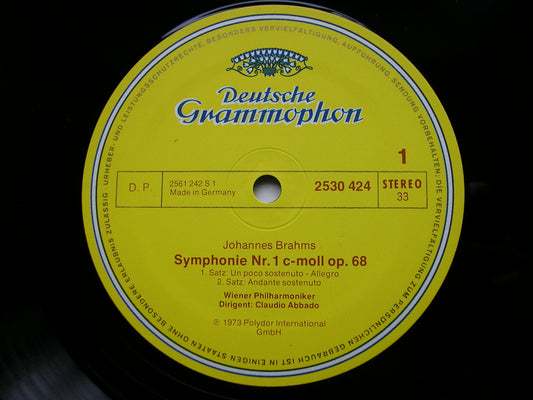 BESONDERE VERVIELFÄLTIGUNG, AUFFÜHRUNG, SENDUNG VORBEHALTEN; DIE VERVIELFÄLTIGUNG ZUM PERSÖNLICHEN GEBRAUCH IST IN EINIGEN STAATEN OHNE BESONDERE ERLAUBNIS ZULÄSSIG · URHEBER- UND LEISTUNGSSCHUTZRECHTE,
Deutsche
Grammophon
1
D. P.
2561 242 S 1
Made in Germany
2530 424
STEREO
33
Johannes Brahms
Symphonie Nr. 1 c-moll op. 68
1. Satz: Un poco sostenuto - Allegro
2. Satz: Andante sostenuto
Wiener Philharmoniker
Dirigent: Claudio Abbado
℗ 1973 Polydor International
GmbH